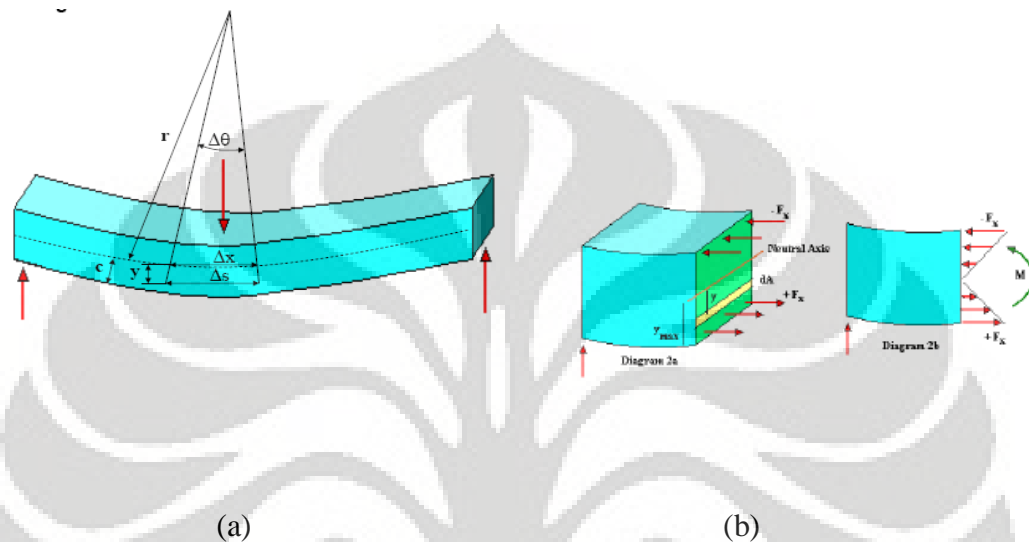 r
Δθ
Δx
c
y
Δs
- Fx
Neutral Axis
dA
y
+ Fx
ymax
Diagram 2a
- Fx
M
+ Fx
Diagram 2b
(a)
(b)